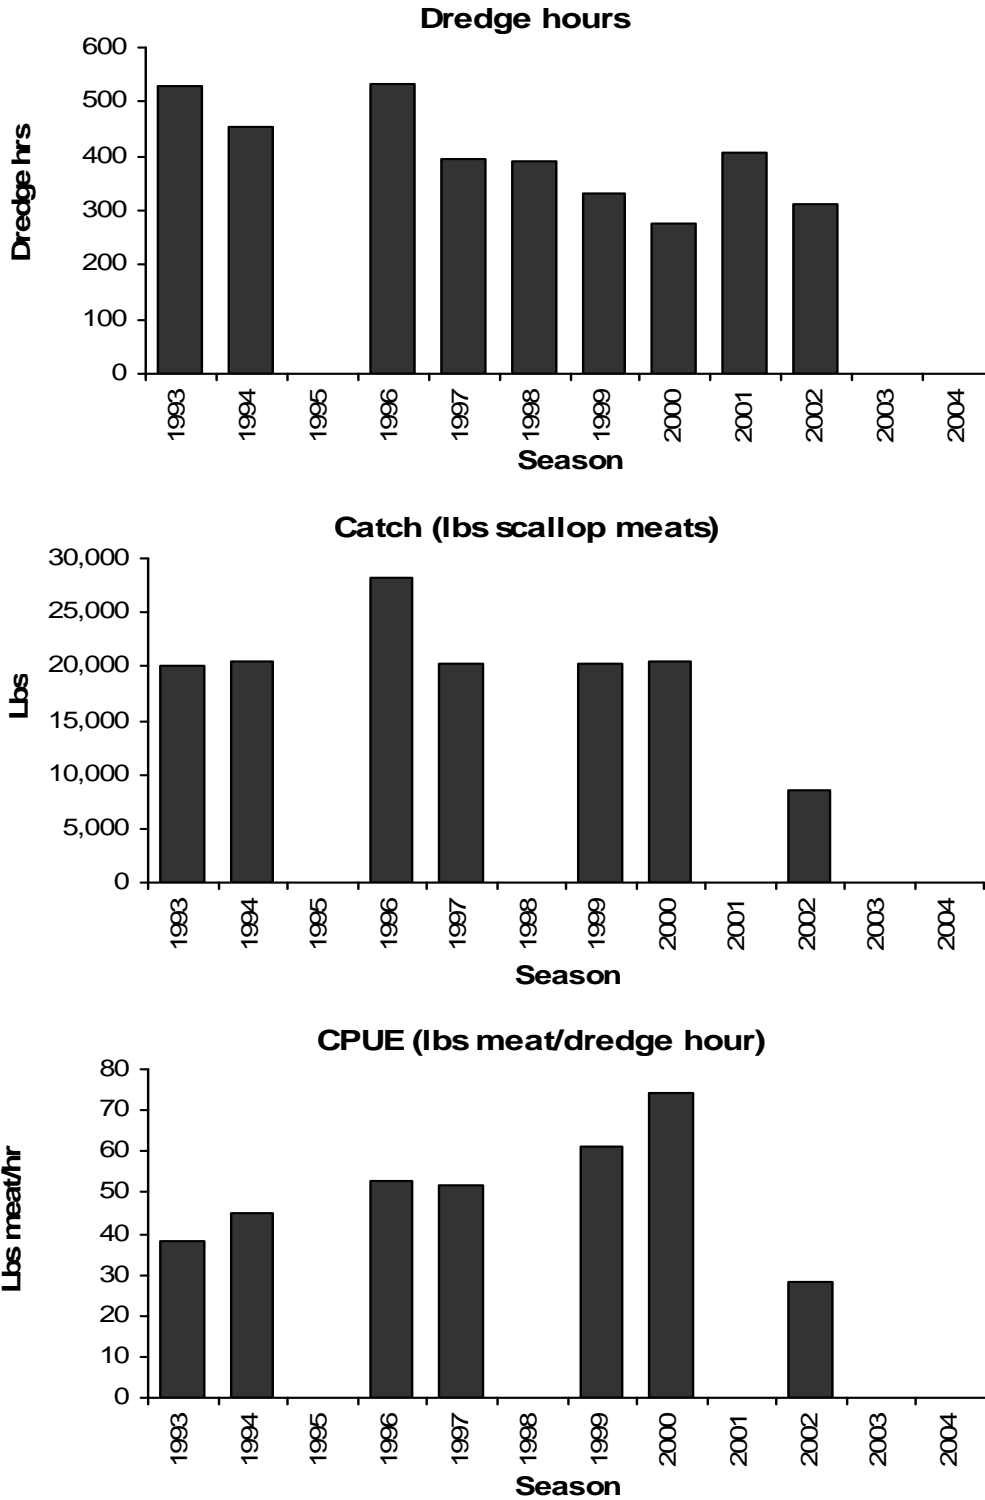 Dredge hours
600
500
400
300
200
100
0
Dredge hrs
1993 1994 1995 1996 1997 1998 1999 2000 2001 2002 2003 2004
Season
Catch (lbs scallop meats)
30,000
25,000
20,000
15,000
10,000
5,000
0
Lbs
1993 1994 1995 1996 1997 1998 1999 2000 2001 2002 2003 2004
Season
CPUE (lbs meat/dredge hour)
80
70
60
50
40
30
20
10
0
Lbs meat/hr
1993 1994 1995 1996 1997 1998 1999 2000 2001 2002 2003 2004
Season